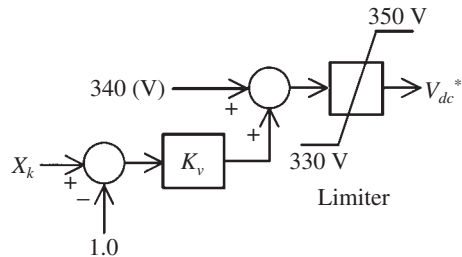 350 V
340 (V)
+
+
V_dc*
330 V
X_k
+
−
K_v
Limiter
1.0